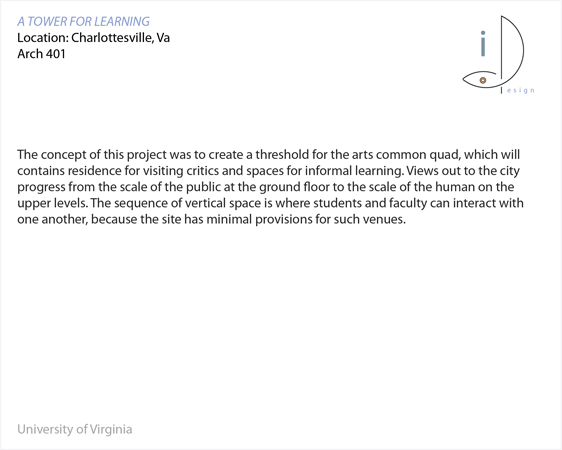 A TOWER FOR LEARNING
Location: Charlottesville, Va
Arch 401
iD
esign
The concept of this project was to create a threshold for the arts common quad, which will
contains residence for visiting critics and spaces for informal learning. Views out to the city
progress from the scale of the public at the ground floor to the scale of the human on the
upper levels. The sequence of vertical space is where students and faculty can interact with
one another, because the site has minimal provisions for such venues.
University of Virginia